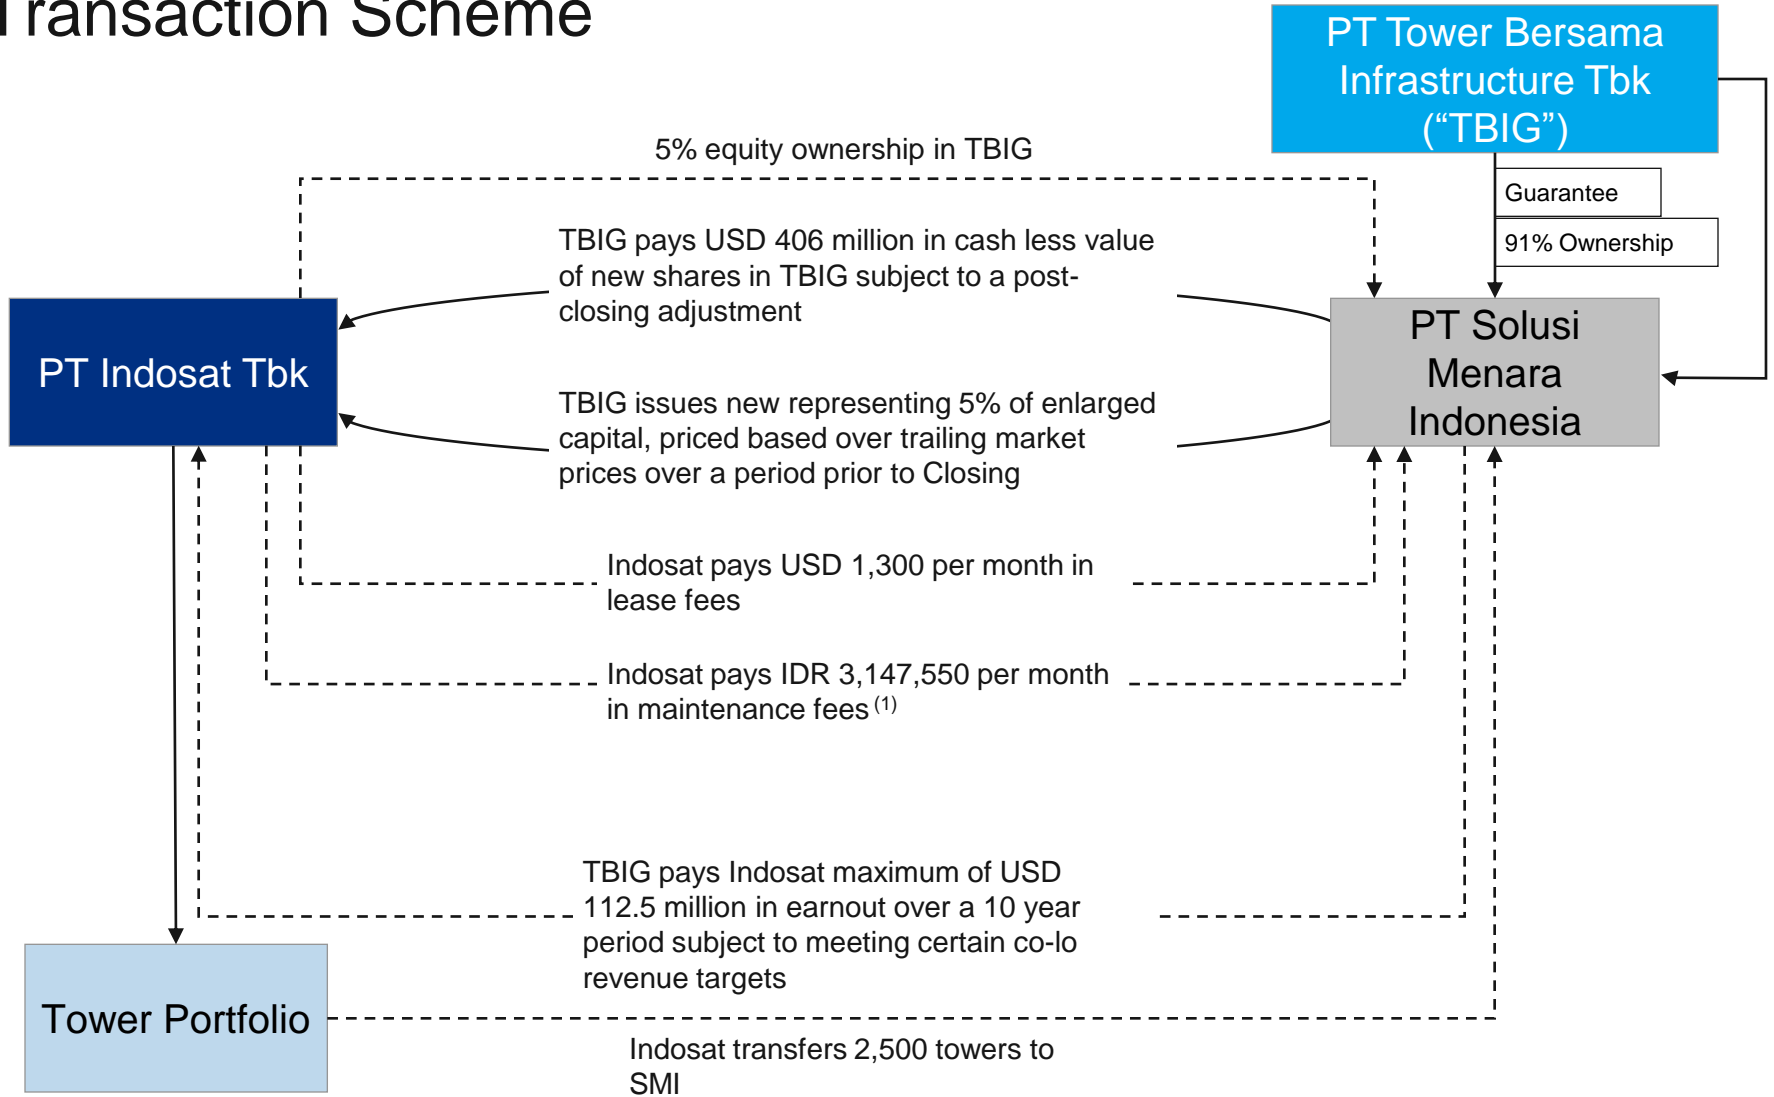 Transaction Scheme
PT Tower Bersama
Infrastructure Tbk
(“TBIG”)
5% equity ownership in TBIG
Guarantee
91% Ownership
TBIG pays USD 406 million in cash less value
of new shares in TBIG subject to a post-
closing adjustment
PT Indosat Tbk
PT Solusi
Menara
Indonesia
TBIG issues new representing 5% of enlarged
capital, priced based over trailing market
prices over a period prior to Closing
Indosat pays USD 1,300 per month in
lease fees
Indosat pays IDR 3,147,550 per month
in maintenance fees (1)
TBIG pays Indosat maximum of USD
112.5 million in earnout over a 10 year
period subject to meeting certain co-lo
revenue targets
Tower Portfolio
Indosat transfers 2,500 towers to
SMI